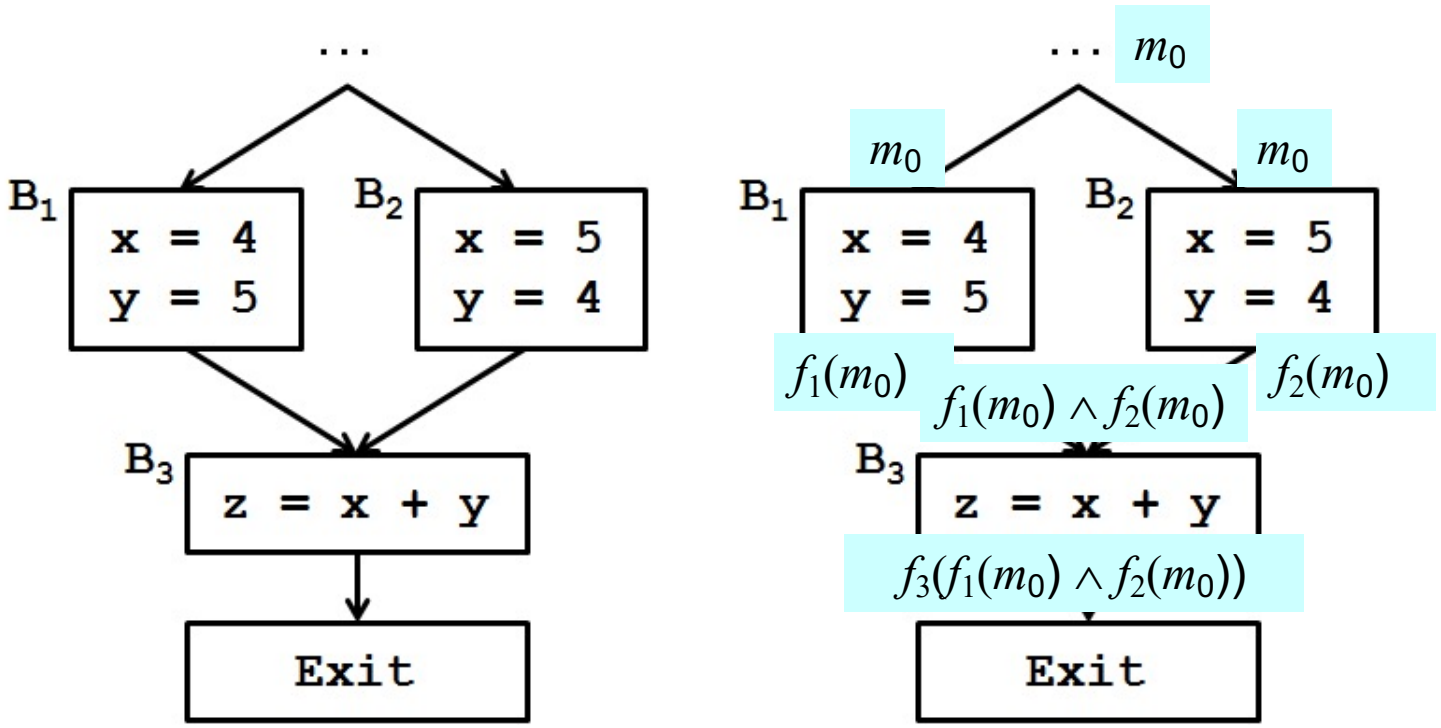 ...
B1
x = 4
y = 5
B2
x = 5
y = 4
B3
z = x + y
Exit
... m0
m0
m0
B1
x = 4
y = 5
B2
x = 5
y = 4
f1(m0)
f1(m0) ∧ f2(m0)
f2(m0)
B3
z = x + y
f3(f1(m0) ∧ f2(m0))
Exit